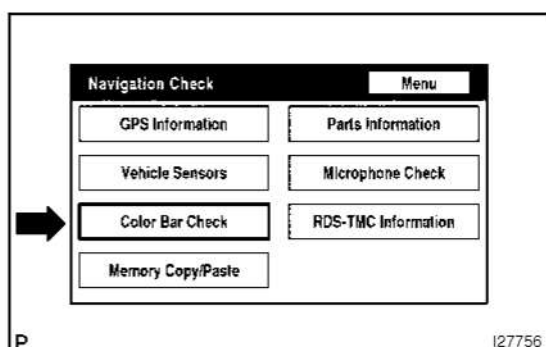 Navigation Check Menu
GPS Information Parts Information
Vehicle Sensors Microphone Check
Color Bar Check RDS-TMC Information
Memory Copy/Paste
P I27756